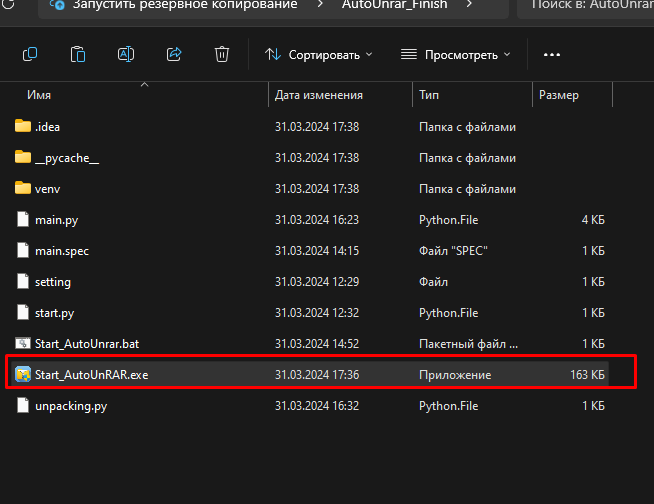 Запустить резервное копирование > AutoUnrar_Finish > Поиск в: AutoUnrar
Сортировать Просмотреть ...
Имя Дата изменения Тип Размер
.idea 31.03.2024 17:38 Папка с файлами
__pycache__ 31.03.2024 17:38 Папка с файлами
venv 31.03.2024 17:38 Папка с файлами
main.py 31.03.2024 16:23 Python.File 4 КБ
main.spec 31.03.2024 14:15 Файл "SPEC" 1 КБ
setting 31.03.2024 12:29 Файл 1 КБ
start.py 31.03.2024 12:32 Python.File 1 КБ
Start_AutoUnrar.bat 31.03.2024 14:52 Пакетный файл ... 1 КБ
Start_AutoUnRAR.exe 31.03.2024 17:36 Приложение 163 КБ
unpacking.py 31.03.2024 16:32 Python.File 1 КБ